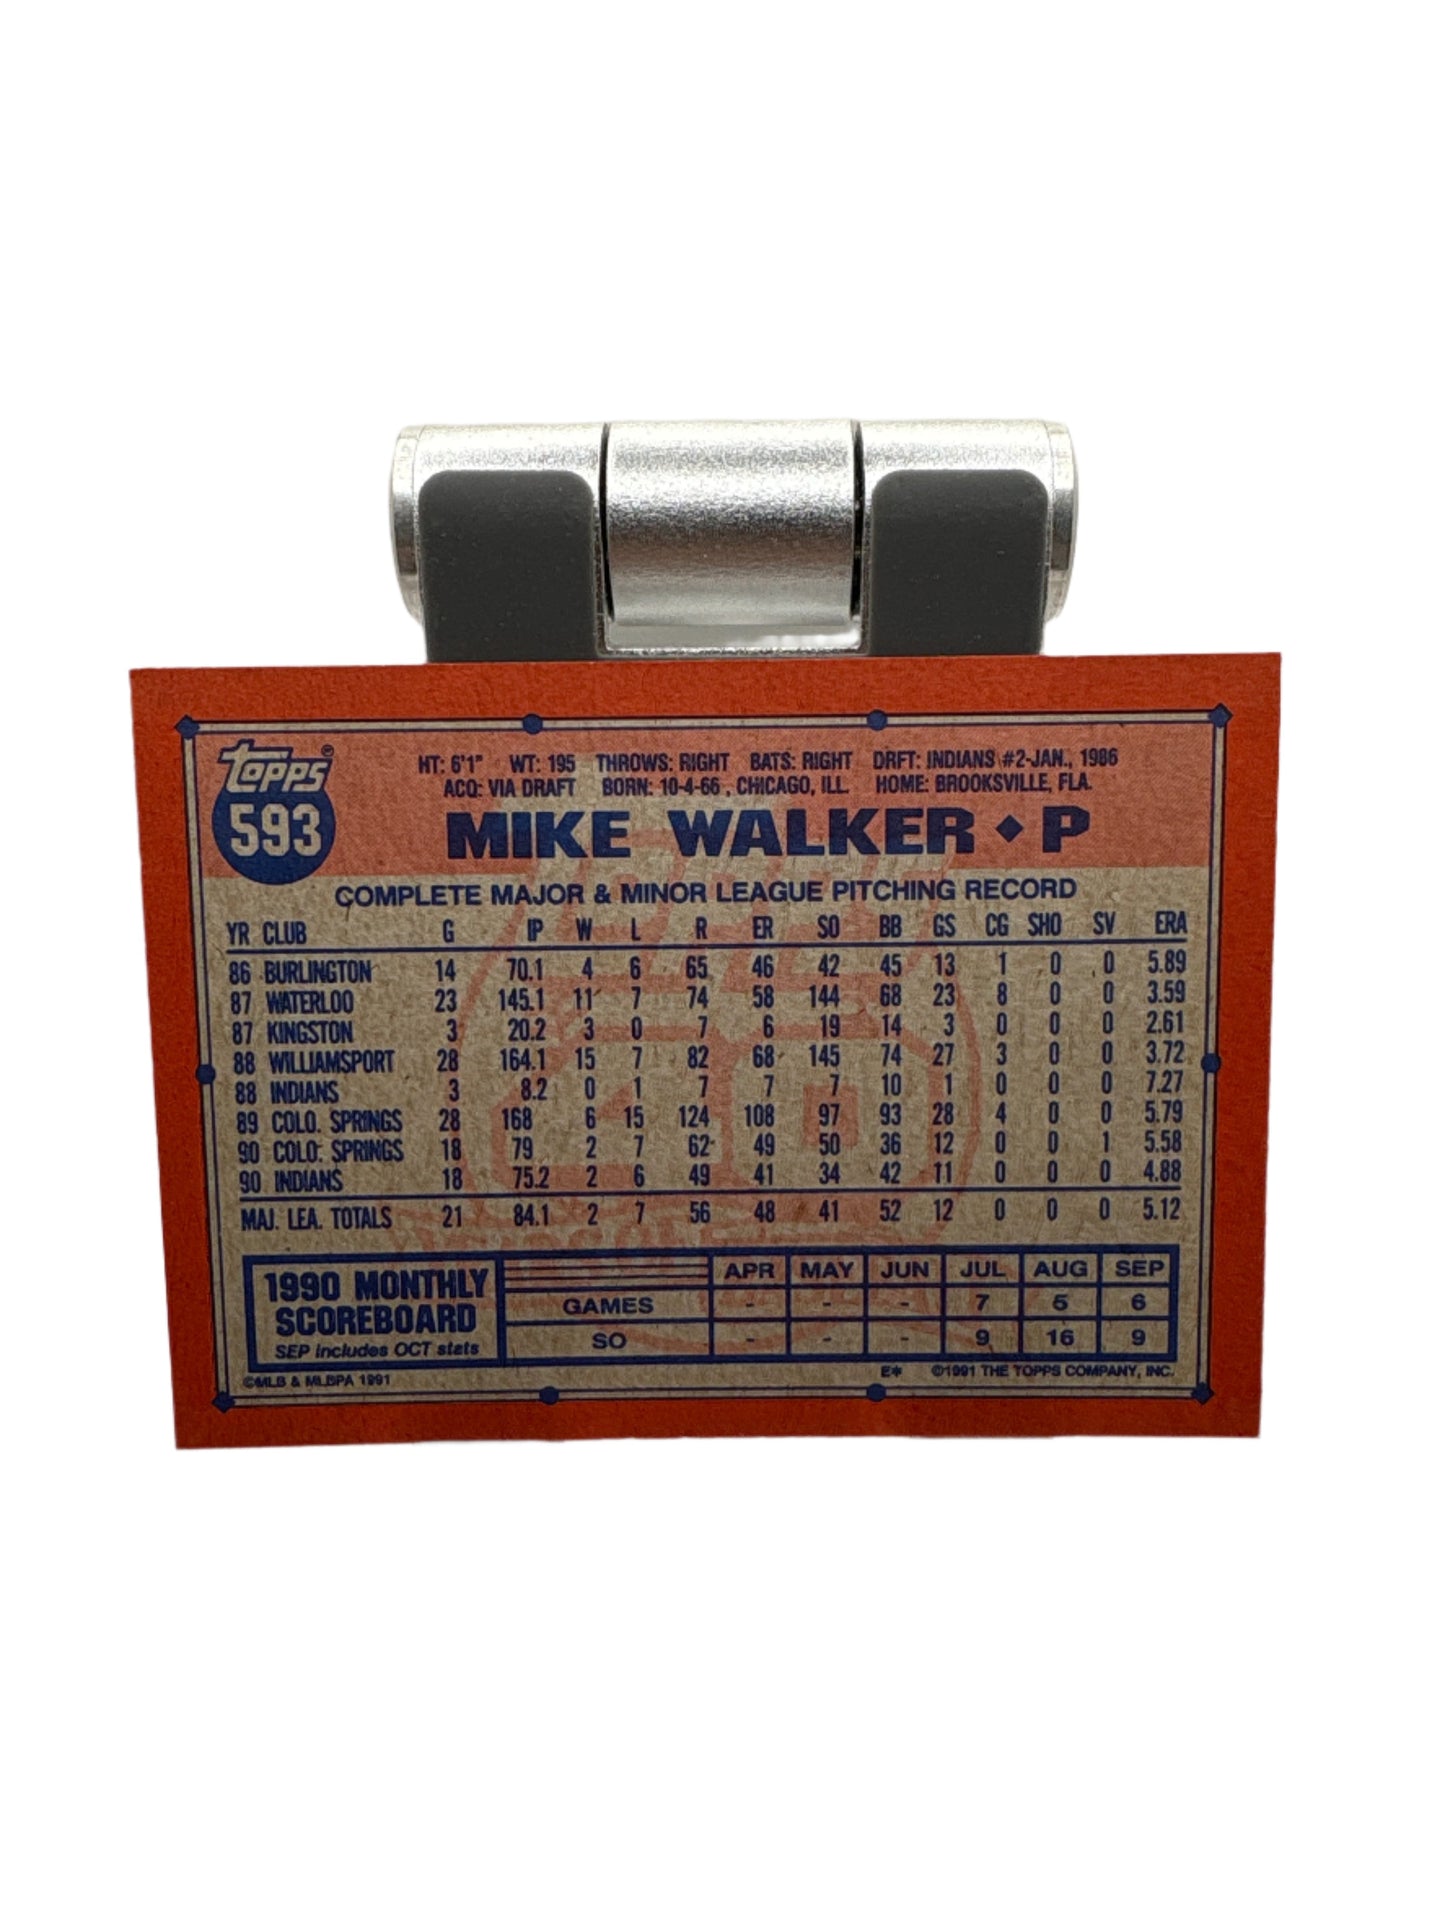 topps®
593
HT: 6'1" WT: 195 THROWS: RIGHT BATS: RIGHT DRFT: INDIANS #2-JAN., 1986
ACQ: VIA DRAFT BORN: 10-4-66, CHICAGO, ILL. HOME: BROOKSVILLE, FLA.
MIKE WALKER ◆ P
COMPLETE MAJOR & MINOR LEAGUE PITCHING RECORD
YR CLUB G IP W L R ER SO BB GS CG SHO SV ERA
86 BURLINGTON 14 70.1 4 6 65 46 42 45 13 1 0 0 5.89
87 WATERLOO 23 145.1 11 7 74 58 144 68 23 8 0 0 3.59
87 KINGSTON 3 20.2 3 0 7 6 19 14 3 0 0 0 2.61
88 WILLIAMSPORT 28 164.1 15 7 82 68 145 74 27 3 0 0 3.72
88 INDIANS 3 8.2 0 1 7 7 7 10 1 0 0 0 7.27
89 COLO. SPRINGS 28 168 6 15 124 108 97 93 28 4 0 0 5.79
90 COLO. SPRINGS 18 79 2 7 62 49 50 36 12 0 0 1 5.58
90 INDIANS 18 75.2 2 6 49 41 34 42 11 0 0 0 4.88
MAJ. LEA. TOTALS 21 84.1 2 7 56 48 41 52 12 0 0 0 5.12
1990 MONTHLY
SCOREBOARD
SEP includes OCT stats
APR MAY JUN JUL AUG SEP
GAMES - - - 7 5 6
SO - - - 9 16 9
©MLB & MLBPA 1991 E* ©1991 THE TOPPS COMPANY, INC.